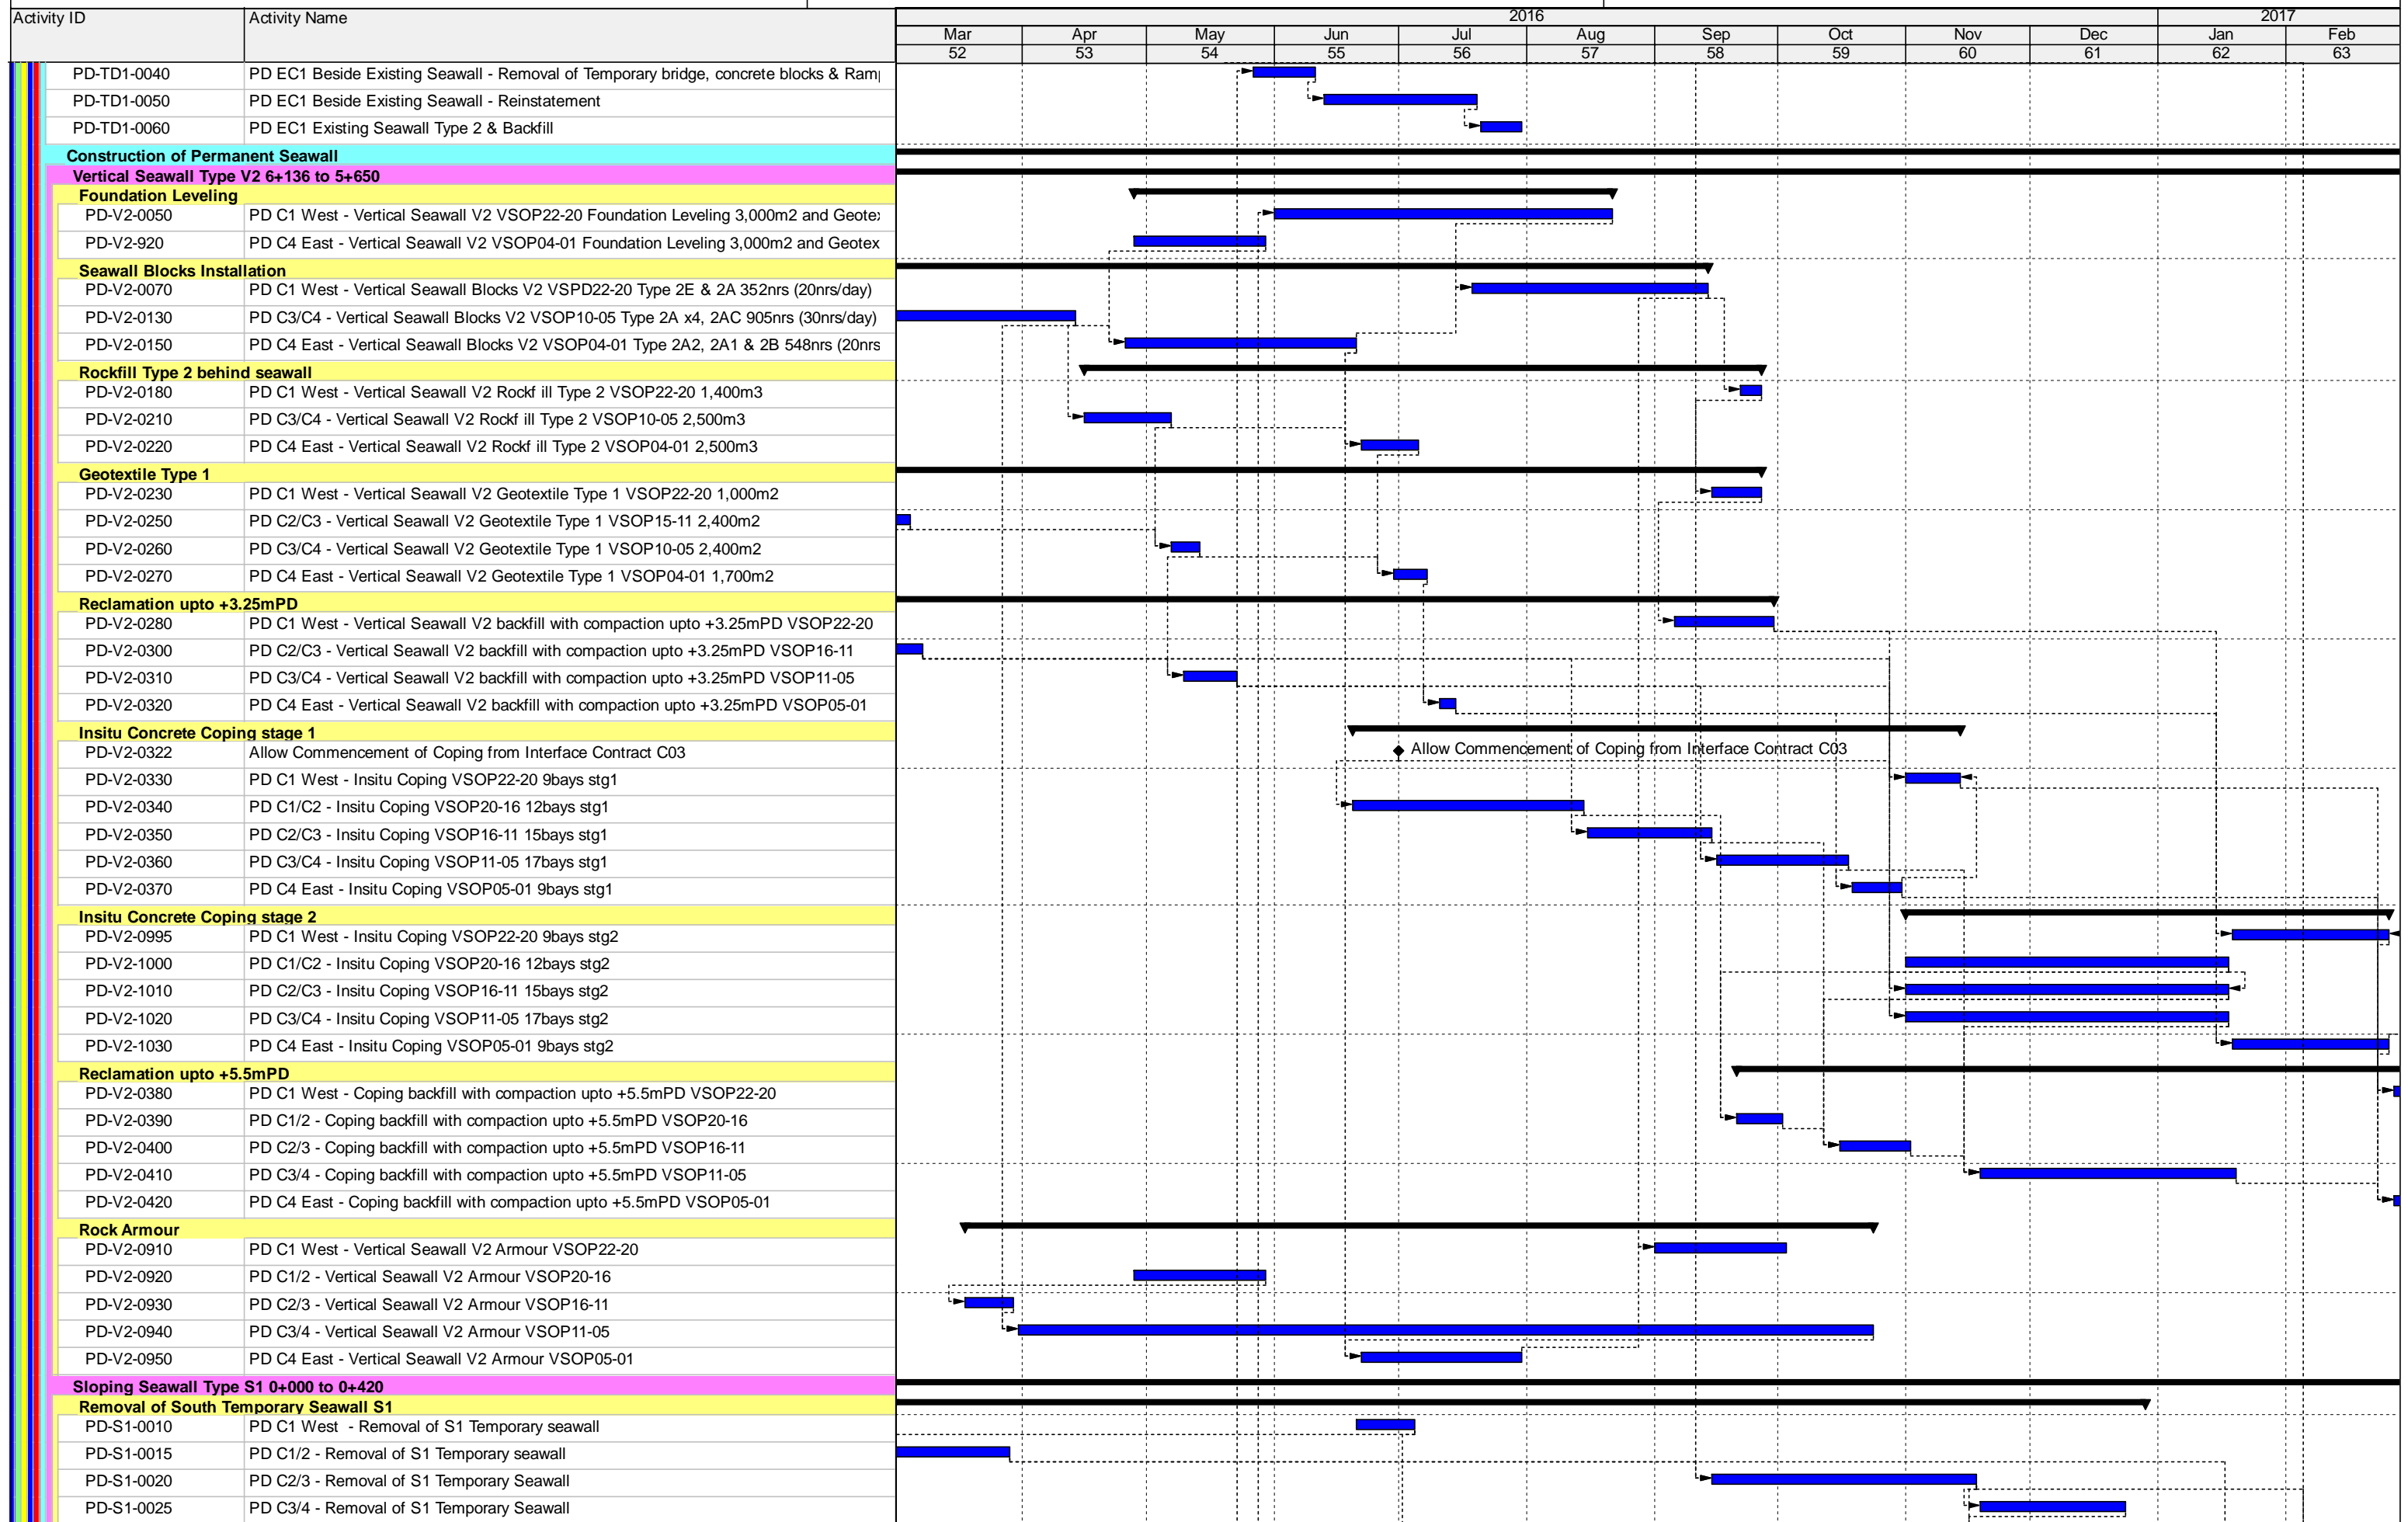 Activity ID Activity Name 2016 2017
Mar Apr May Jun Jul Aug Sep Oct Nov Dec Jan Feb
52 53 54 55 56 57 58 59 60 61 62 63
PD-TD1-0040 PD EC1 Beside Existing Seawall - Removal of Temporary bridge, concrete blocks & Ramp
PD-TD1-0050 PD EC1 Beside Existing Seawall - Reinstatement
PD-TD1-0060 PD EC1 Existing Seawall Type 2 & Backfill
Construction of Permanent Seawall
Vertical Seawall Type V2 6+136 to 5+650
Foundation Leveling
PD-V2-0050 PD C1 West - Vertical Seawall V2 VSOP22-20 Foundation Leveling 3,000m2 and Geotex
PD-V2-920 PD C4 East - Vertical Seawall V2 VSOP04-01 Foundation Leveling 3,000m2 and Geotex
Seawall Blocks Installation
PD-V2-0070 PD C1 West - Vertical Seawall Blocks V2 VSPD22-20 Type 2E & 2A 352nrs (20nrs/day)
PD-V2-0130 PD C3/C4 - Vertical Seawall Blocks V2 VSOP10-05 Type 2A x4, 2AC 905nrs (30nrs/day)
PD-V2-0150 PD C4 East - Vertical Seawall Blocks V2 VSOP04-01 Type 2A2, 2A1 & 2B 548nrs (20nrs
Rockfill Type 2 behind seawall
PD-V2-0180 PD C1 West - Vertical Seawall V2 Rockf ill Type 2 VSOP22-20 1,400m3
PD-V2-0210 PD C3/C4 - Vertical Seawall V2 Rockf ill Type 2 VSOP10-05 2,500m3
PD-V2-0220 PD C4 East - Vertical Seawall V2 Rockf ill Type 2 VSOP04-01 2,500m3
Geotextile Type 1
PD-V2-0230 PD C1 West - Vertical Seawall V2 Geotextile Type 1 VSOP22-20 1,000m2
PD-V2-0250 PD C2/C3 - Vertical Seawall V2 Geotextile Type 1 VSOP15-11 2,400m2
PD-V2-0260 PD C3/C4 - Vertical Seawall V2 Geotextile Type 1 VSOP10-05 2,400m2
PD-V2-0270 PD C4 East - Vertical Seawall V2 Geotextile Type 1 VSOP04-01 1,700m2
Reclamation upto +3.25mPD
PD-V2-0280 PD C1 West - Vertical Seawall V2 backfill with compaction upto +3.25mPD VSOP22-20
PD-V2-0300 PD C2/C3 - Vertical Seawall V2 backfill with compaction upto +3.25mPD VSOP16-11
PD-V2-0310 PD C3/C4 - Vertical Seawall V2 backfill with compaction upto +3.25mPD VSOP11-05
PD-V2-0320 PD C4 East - Vertical Seawall V2 backfill with compaction upto +3.25mPD VSOP05-01
Insitu Concrete Coping stage 1
PD-V2-0322 Allow Commencement of Coping from Interface Contract C03 Allow Commencement of Coping from Interface Contract C03
PD-V2-0330 PD C1 West - Insitu Coping VSOP22-20 9bays stg1
PD-V2-0340 PD C1/C2 - Insitu Coping VSOP20-16 12bays stg1
PD-V2-0350 PD C2/C3 - Insitu Coping VSOP16-11 15bays stg1
PD-V2-0360 PD C3/C4 - Insitu Coping VSOP11-05 17bays stg1
PD-V2-0370 PD C4 East - Insitu Coping VSOP05-01 9bays stg1
Insitu Concrete Coping stage 2
PD-V2-0995 PD C1 West - Insitu Coping VSOP22-20 9bays stg2
PD-V2-1000 PD C1/C2 - Insitu Coping VSOP20-16 12bays stg2
PD-V2-1010 PD C2/C3 - Insitu Coping VSOP16-11 15bays stg2
PD-V2-1020 PD C3/C4 - Insitu Coping VSOP11-05 17bays stg2
PD-V2-1030 PD C4 East - Insitu Coping VSOP05-01 9bays stg2
Reclamation upto +5.5mPD
PD-V2-0380 PD C1 West - Coping backfill with compaction upto +5.5mPD VSOP22-20
PD-V2-0390 PD C1/2 - Coping backfill with compaction upto +5.5mPD VSOP20-16
PD-V2-0400 PD C2/3 - Coping backfill with compaction upto +5.5mPD VSOP16-11
PD-V2-0410 PD C3/4 - Coping backfill with compaction upto +5.5mPD VSOP11-05
PD-V2-0420 PD C4 East - Coping backfill with compaction upto +5.5mPD VSOP05-01
Rock Armour
PD-V2-0910 PD C1 West - Vertical Seawall V2 Armour VSOP22-20
PD-V2-0920 PD C1/2 - Vertical Seawall V2 Armour VSOP20-16
PD-V2-0930 PD C2/3 - Vertical Seawall V2 Armour VSOP16-11
PD-V2-0940 PD C3/4 - Vertical Seawall V2 Armour VSOP11-05
PD-V2-0950 PD C4 East - Vertical Seawall V2 Armour VSOP05-01
Sloping Seawall Type S1 0+000 to 0+420
Removal of South Temporary Seawall S1
PD-S1-0010 PD C1 West - Removal of S1 Temporary seawall
PD-S1-0015 PD C1/2 - Removal of S1 Temporary seawall
PD-S1-0020 PD C2/3 - Removal of S1 Temporary Seawall
PD-S1-0025 PD C3/4 - Removal of S1 Temporary Seawall